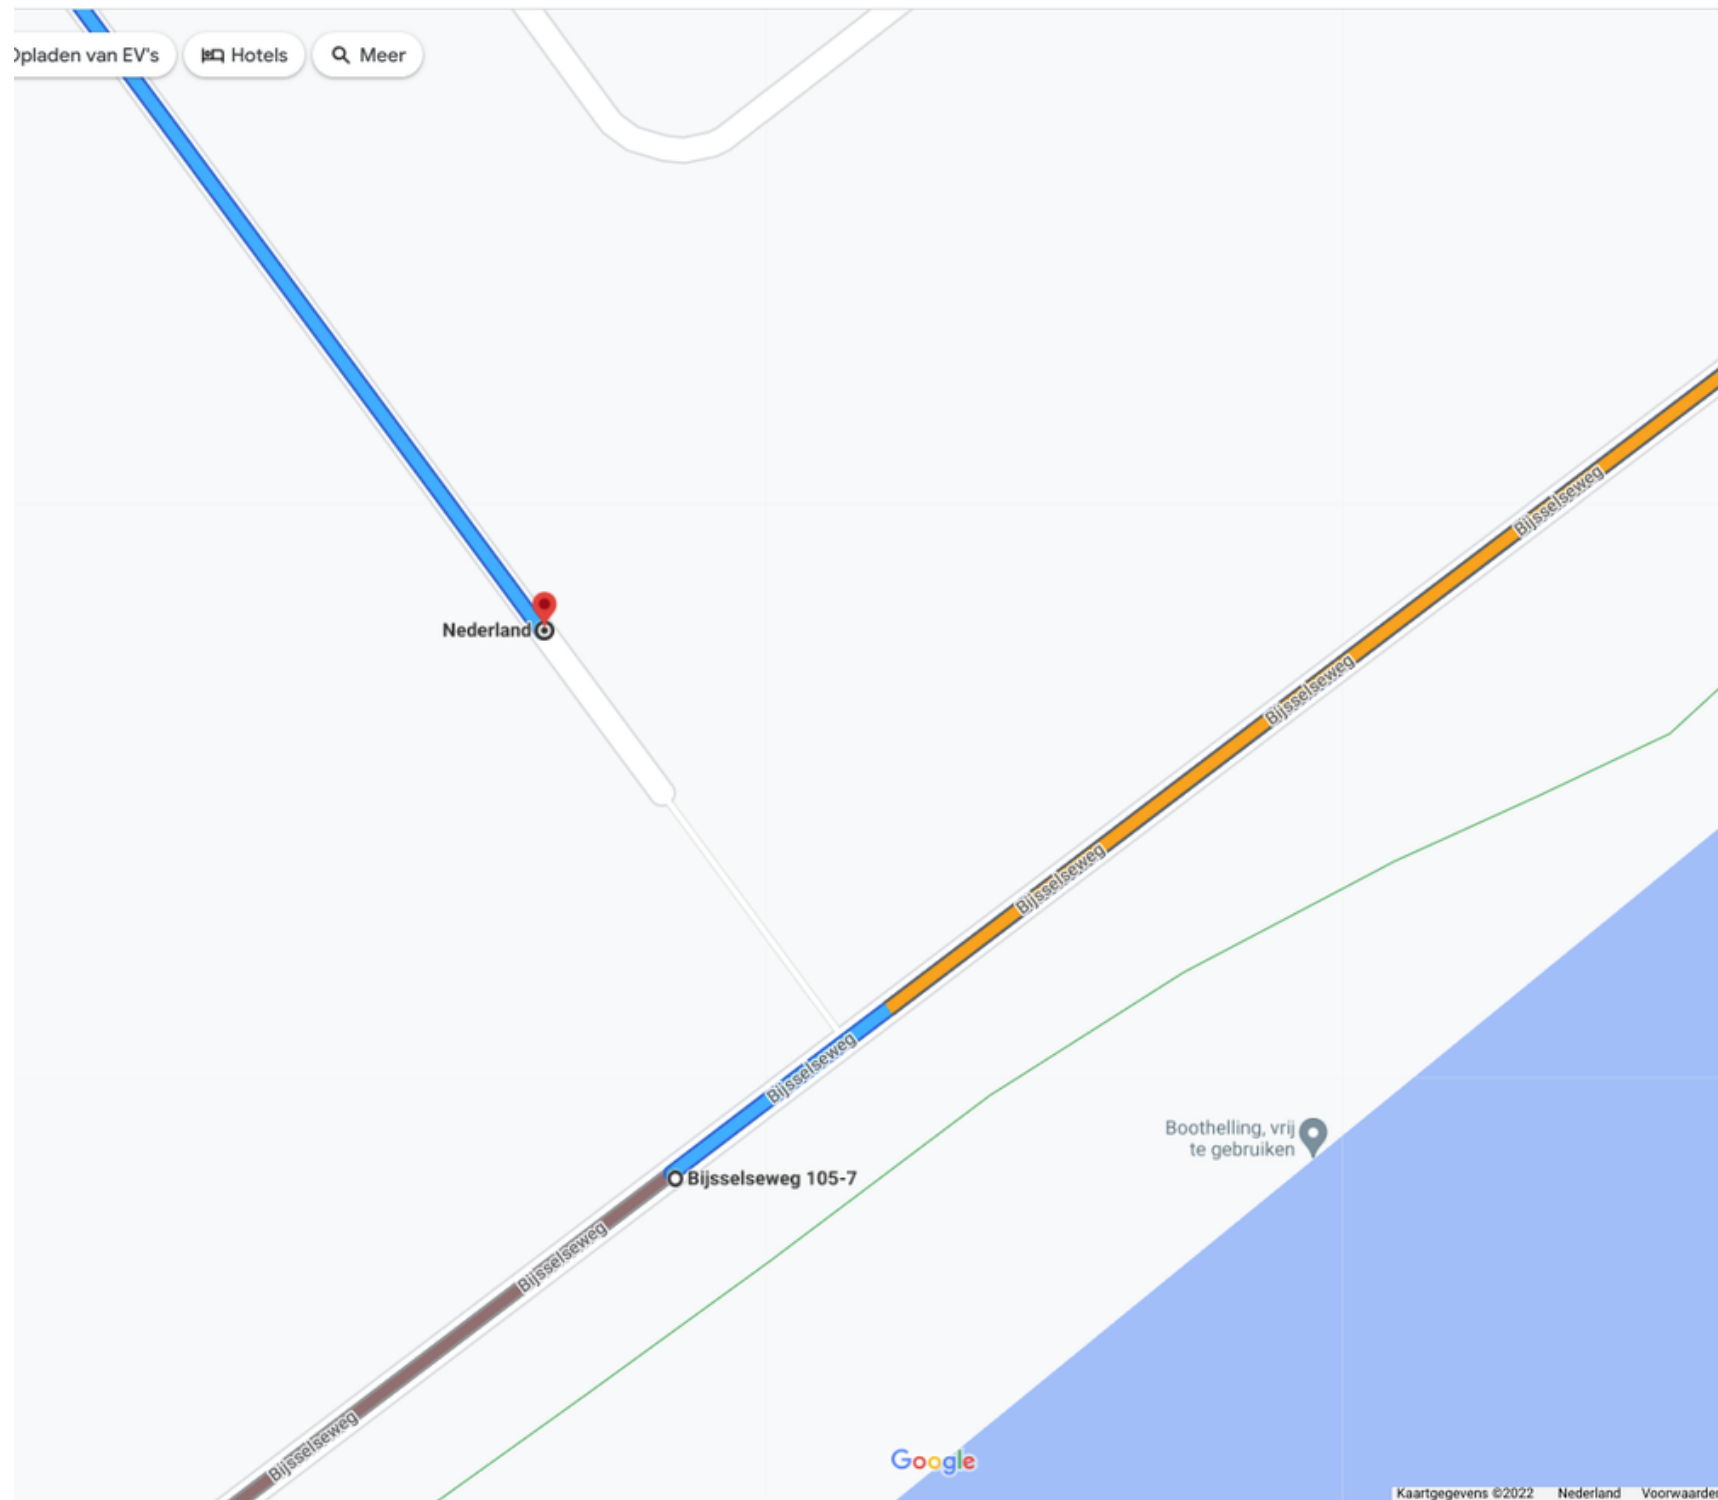 Opladen van EV's
Hotels
Meer
Bijsselseweg
Nederland
Bijsselseweg
Bijsselseweg
Bijsselseweg
Boothelling, vrij
te gebruiken
Bijsselseweg 105-7
Bijsselseweg
Bijsselseweg
Google
Kaartgegevens ©2022 Nederland Voorwaarden